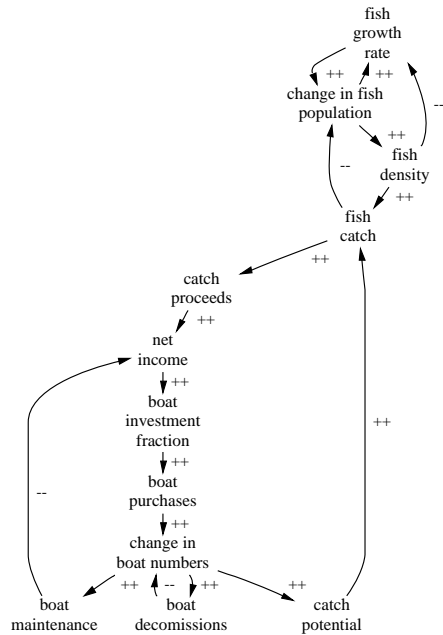 fish
growth
rate
++
++
change in fish
population
--
++
fish
density
--
++
fish
catch
++
catch
proceeds
++
net
income
++
boat
investment
fraction
++
++
boat
purchases
--
++
change in
boat numbers
++
--
++
++
boat
maintenance
boat
decomissions
catch
potential